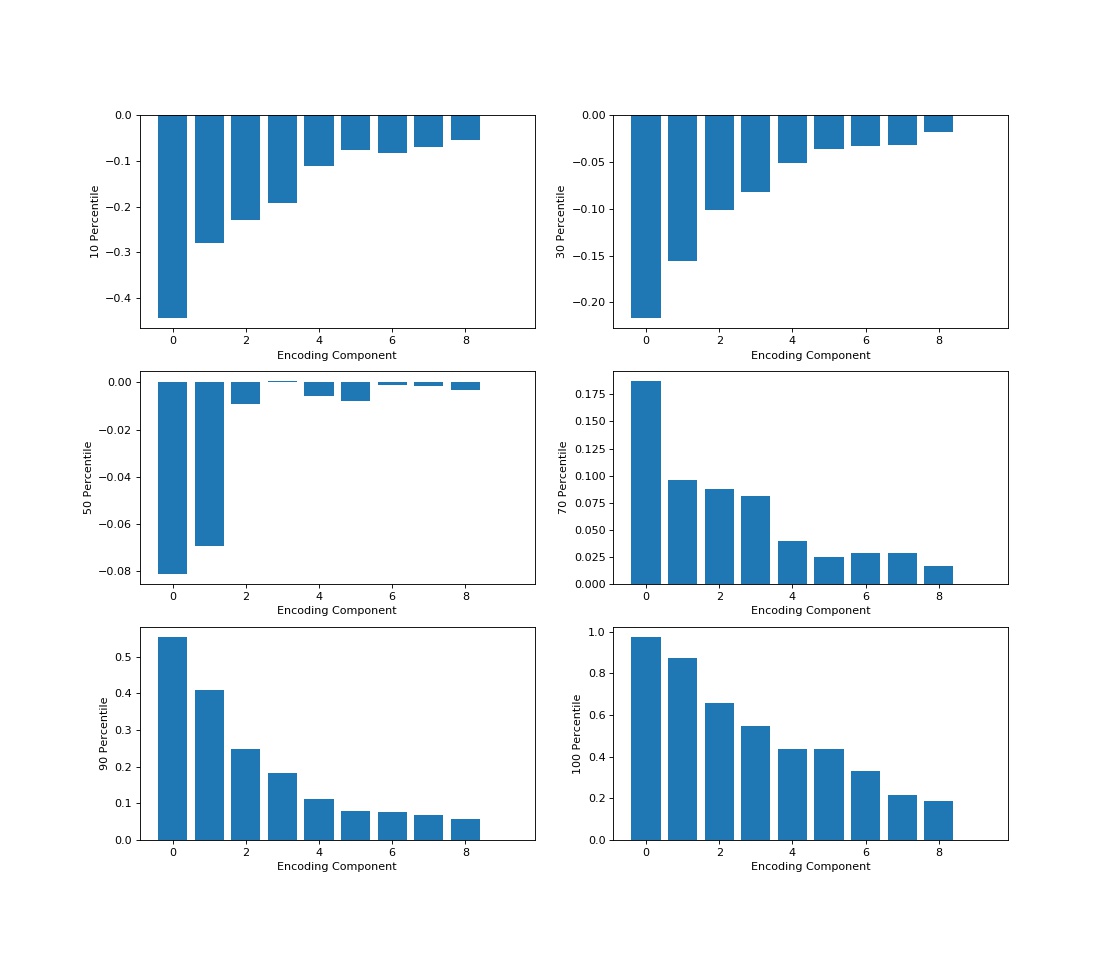 0.0
−0.1
−0.2
−0.3
−0.4
10 Percentile
0 2 4 6 8
Encoding Component
0.00
−0.05
−0.10
−0.15
−0.20
30 Percentile
0 2 4 6 8
Encoding Component
0.00
−0.02
−0.04
−0.06
−0.08
50 Percentile
0 2 4 6 8
Encoding Component
0.175
0.150
0.125
0.100
0.075
0.050
0.025
0.000
70 Percentile
0 2 4 6 8
Encoding Component
0.5
0.4
0.3
0.2
0.1
0.0
90 Percentile
0 2 4 6 8
Encoding Component
1.0
0.8
0.6
0.4
0.2
0.0
100 Percentile
0 2 4 6 8
Encoding Component